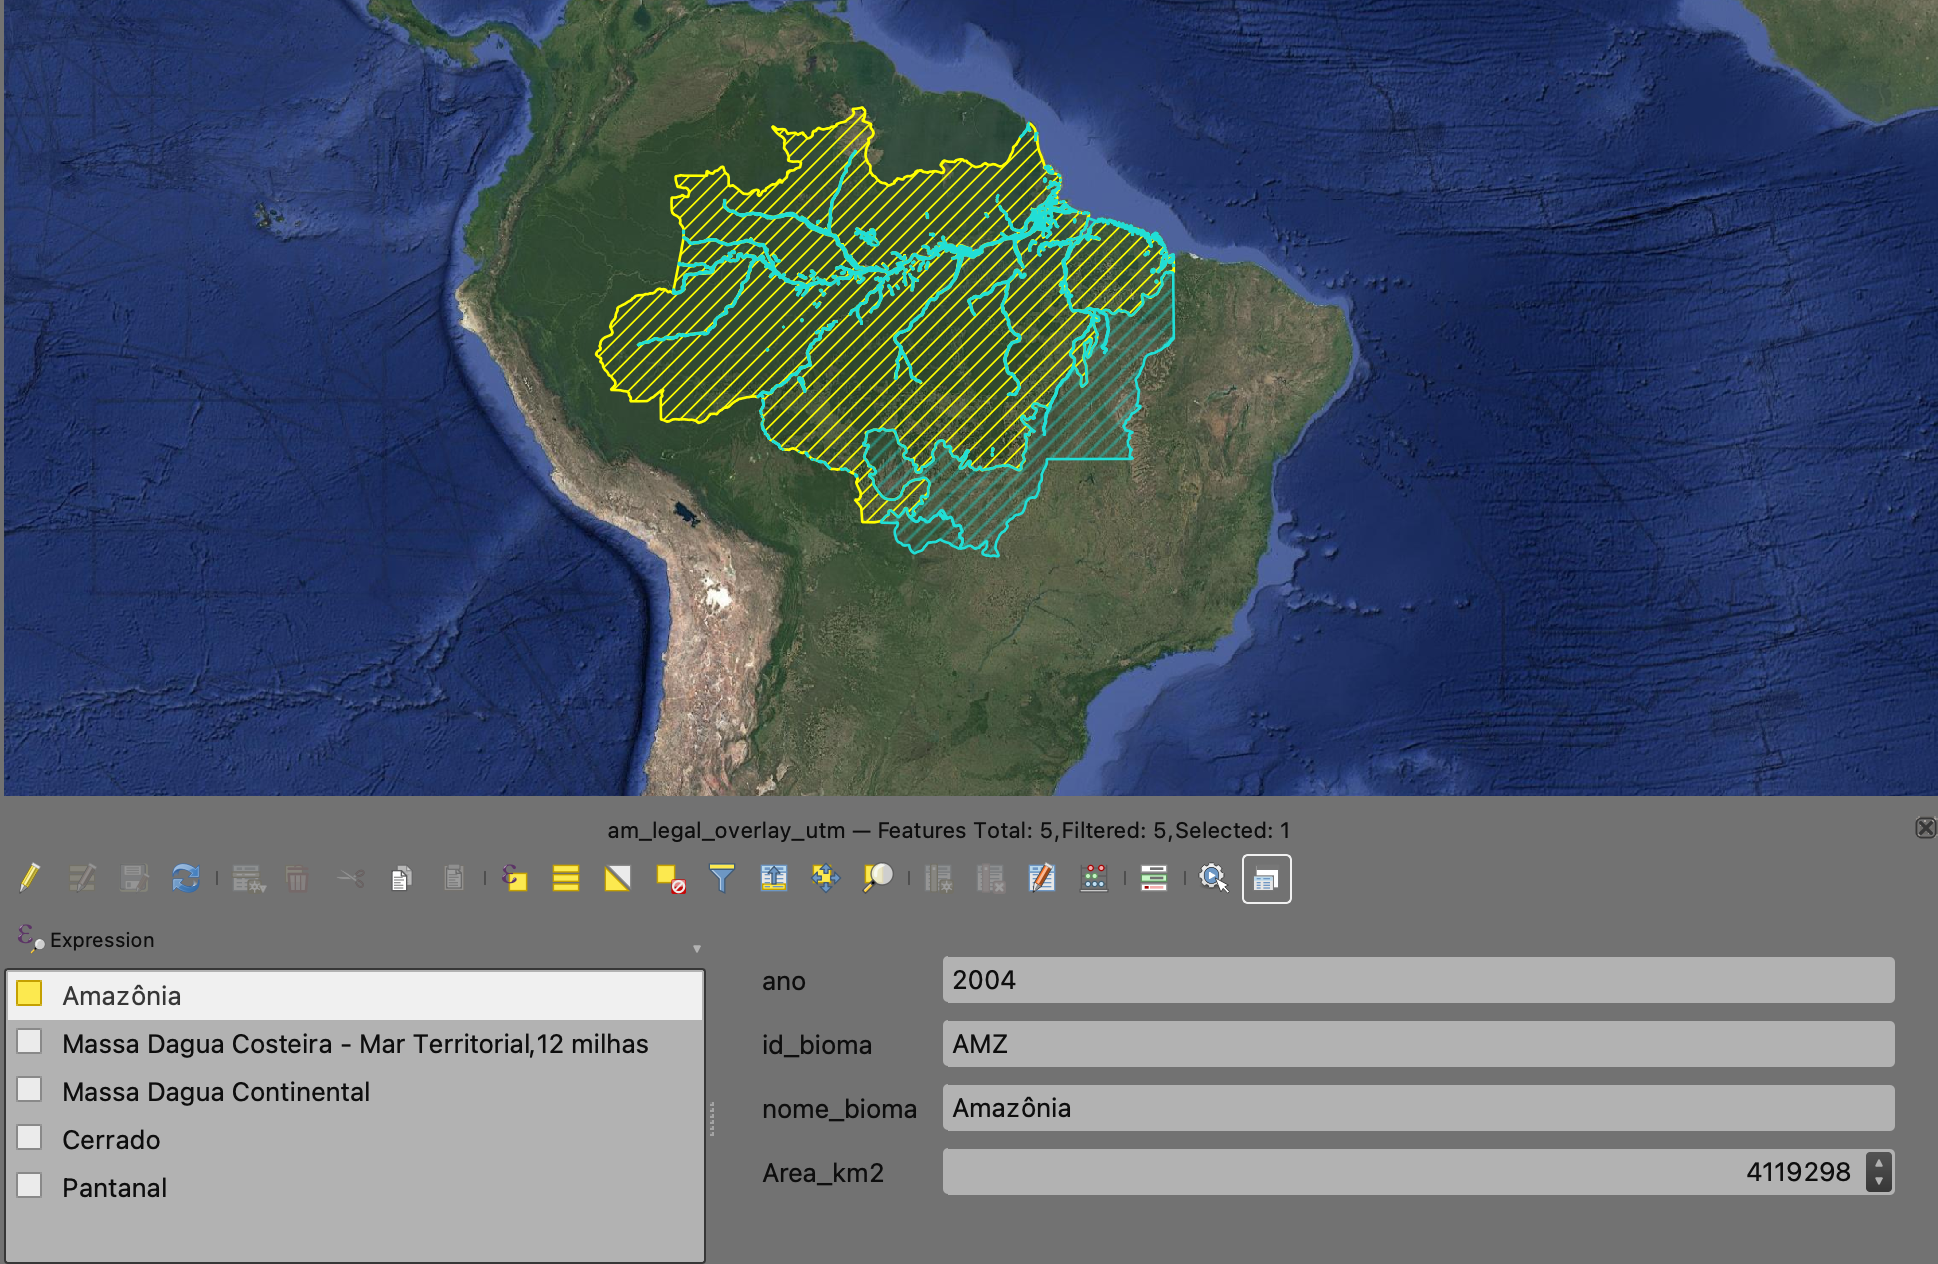 am_legal_overlay_utm — Features Total: 5,Filtered: 5,Selected: 1
Expression
Amazônia
Massa Dagua Costeira - Mar Territorial,12 milhas
Massa Dagua Continental
Cerrado
Pantanal
ano 2004
id_bioma AMZ
nome_bioma Amazônia
Area_km2 4119298